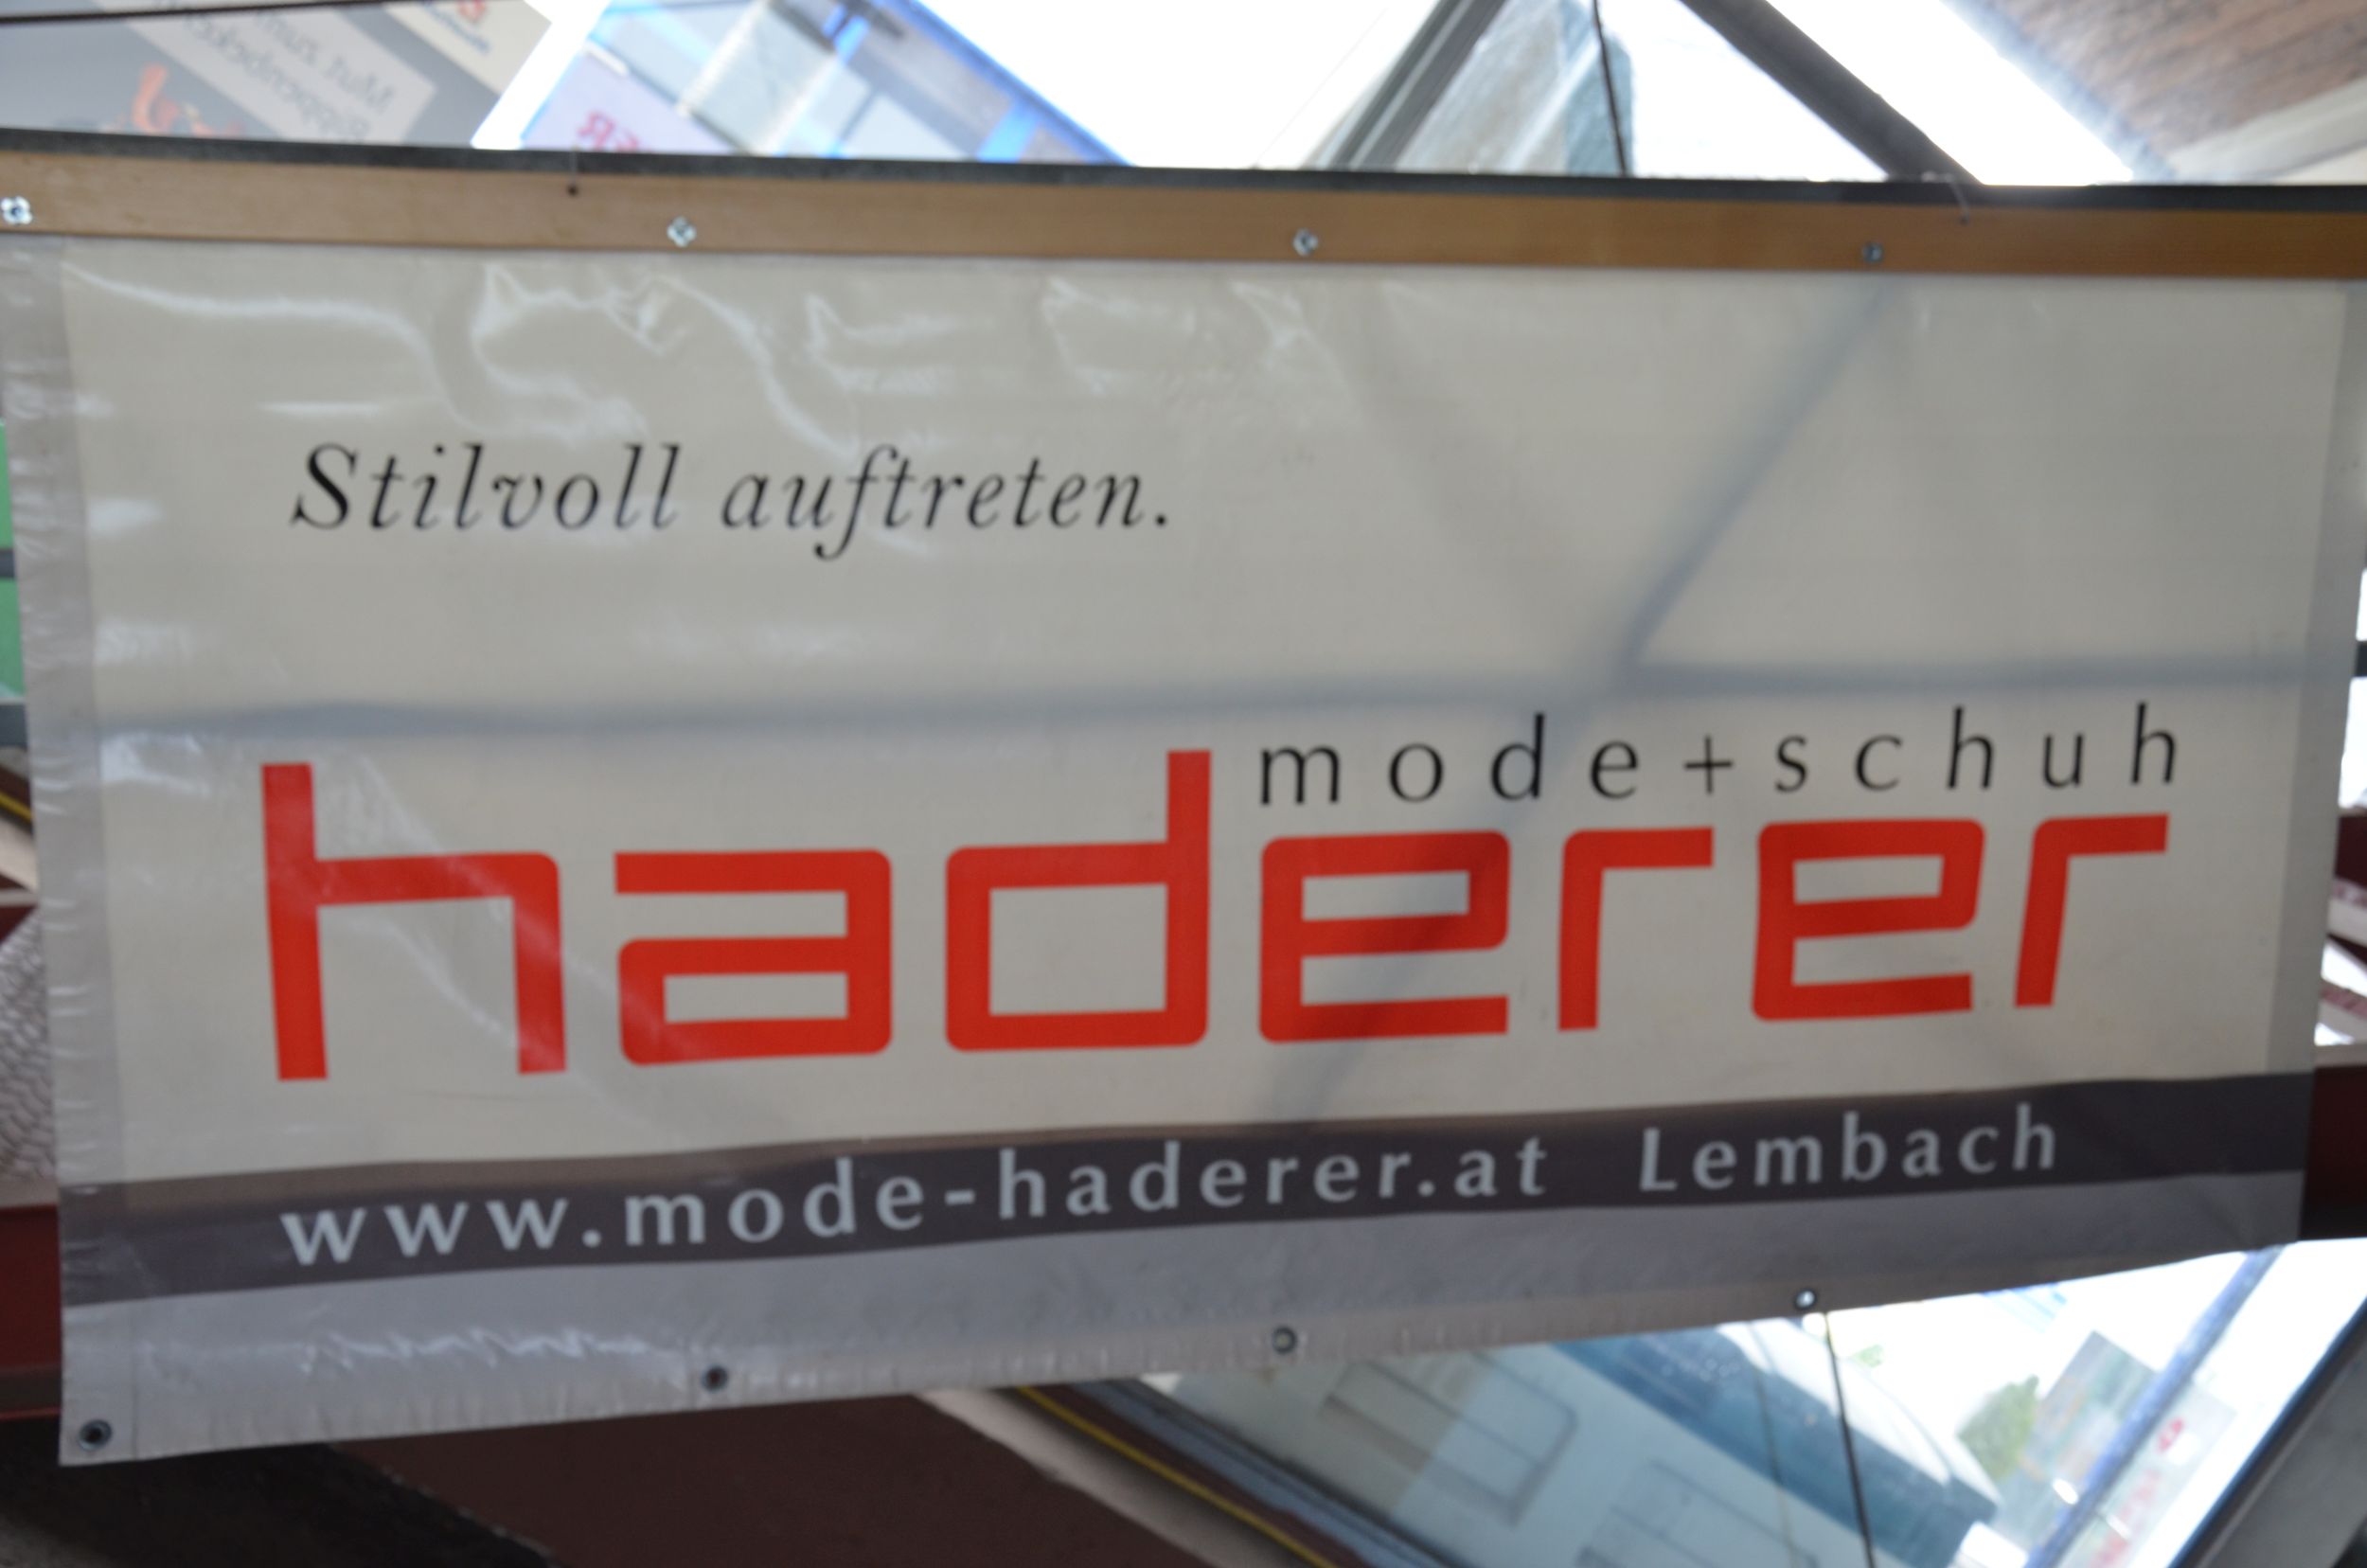 Stilvoll auftreten.
mode+schuh
haderer
www.mode-haderer.at Lembach